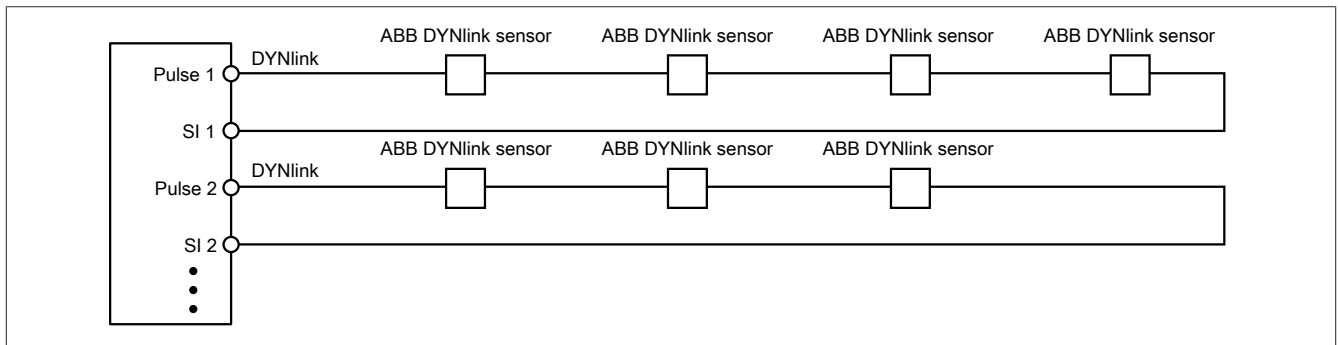 ABB DYNlink sensor ABB DYNlink sensor ABB DYNlink sensor ABB DYNlink sensor
DYNlink
Pulse 1
SI 1
ABB DYNlink sensor ABB DYNlink sensor ABB DYNlink sensor
DYNlink
Pulse 2
SI 2